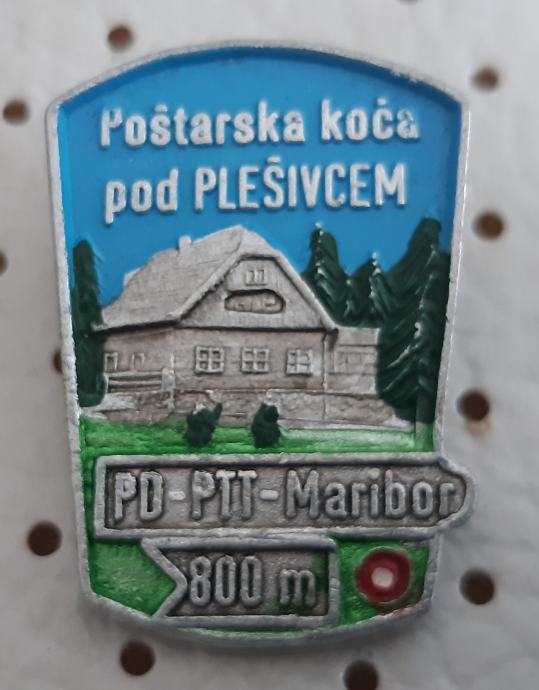 Poštarska koča
pod PLEŠIVCEM
PD-PTT-Maribor
800 m